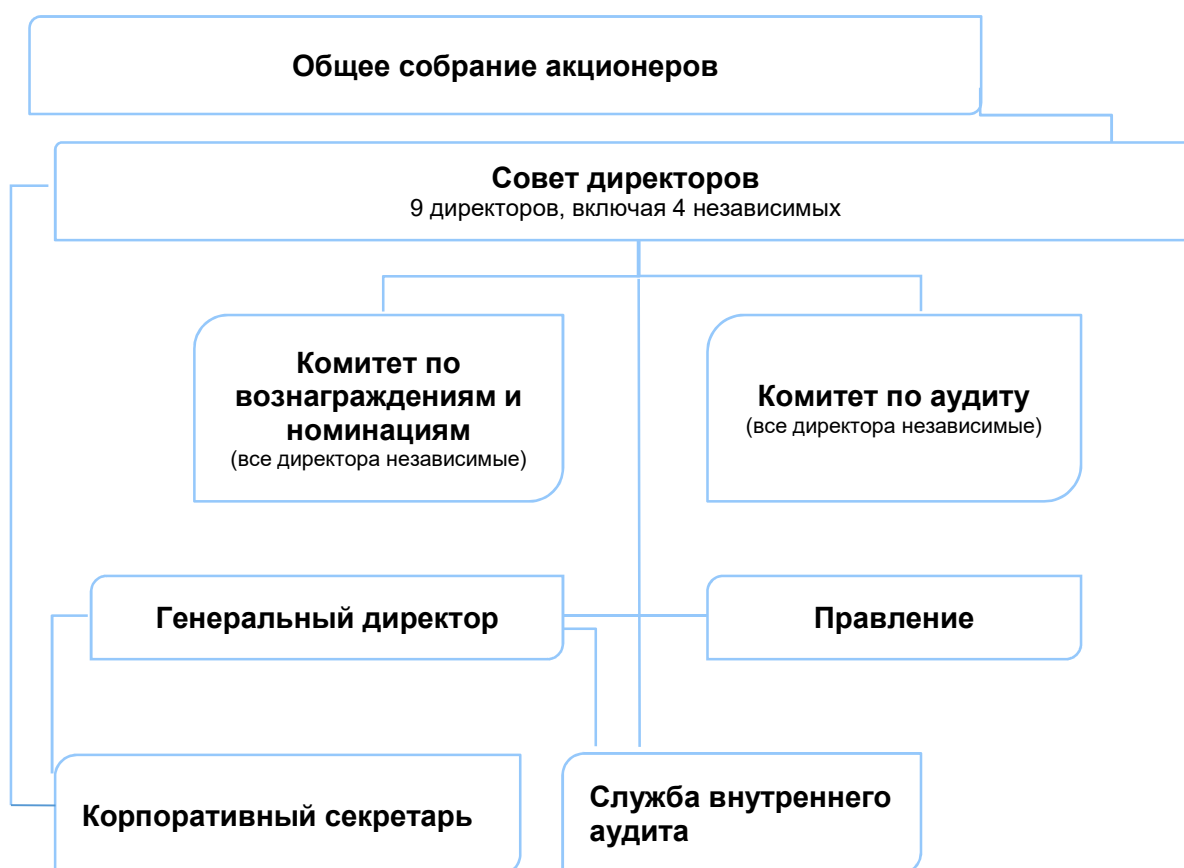 Общее собрание акционеров
Совет директоров
9 директоров, включая 4 независимых
Комитет по
вознаграждениям и
номинациям
(все директора независимые)
Комитет по аудиту
(все директора независимые)
Генеральный директор
Правление
Корпоративный секретарь
Служба внутреннего
аудита